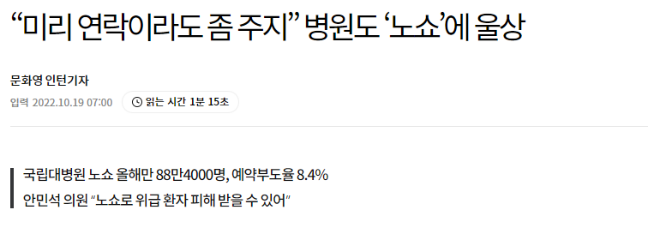 “미리 연락이라도 좀 주지” 병원도 ‘노쇼’에 울상
문화영 인턴기자
입력 2022.10.19 07:00 읽는 시간 1분 15초
국립대병원 노쇼 올해만 88만4000명, 예약부도율 8.4%
안민석 의원 “노쇼로 위급 환자 피해 받을 수 있어”